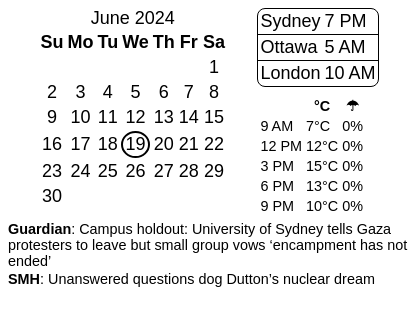 June 2024
Su Mo Tu We Th Fr Sa
1
2 3 4 5 6 7 8
9 10 11 12 13 14 15
16 17 18 19 20 21 22
23 24 25 26 27 28 29
30
Sydney 7 PM
Ottawa 5 AM
London 10 AM
°C ☂
9 AM 7°C 0%
12 PM 12°C 0%
3 PM 15°C 0%
6 PM 13°C 0%
9 PM 10°C 0%
Guardian: Campus holdout: University of Sydney tells Gaza
protesters to leave but small group vows ‘encampment has not
ended’
SMH: Unanswered questions dog Dutton’s nuclear dream